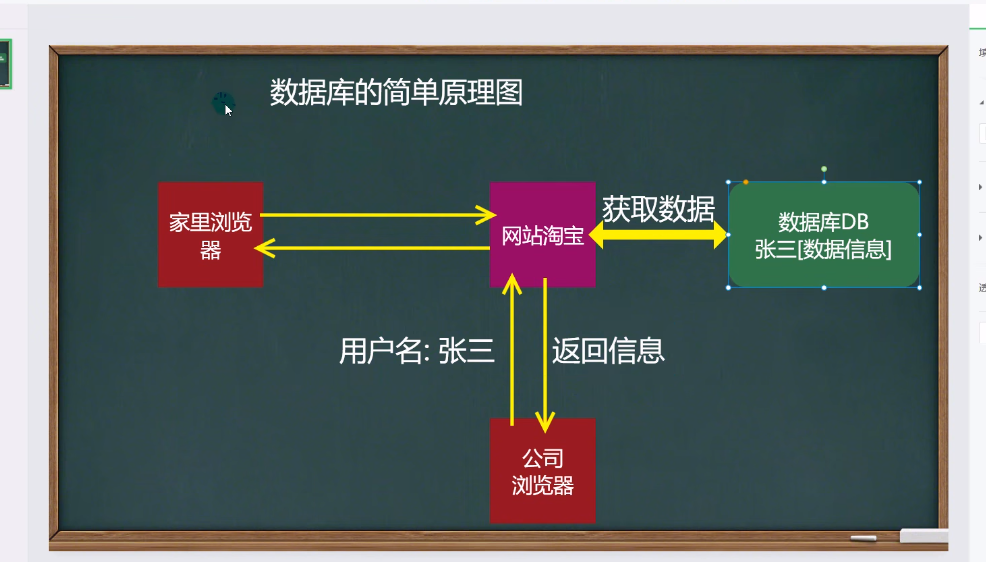 数据库的简单原理图
家里浏览
器
网站淘宝
获取数据
数据库DB
张三[数据信息]
用户名: 张三
返回信息
公司
浏览器